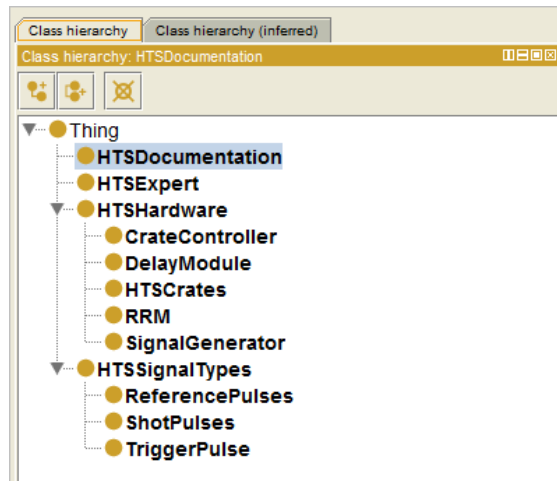 Class hierarchy Class hierarchy (inferred)
Class hierarchy: HTSDocumentation
Thing
HTSDocumentation
HTSExpert
HTSHardware
CrateController
DelayModule
HTSCrates
RRM
SignalGenerator
HTSSignalTypes
ReferencePulses
ShotPulses
TriggerPulse